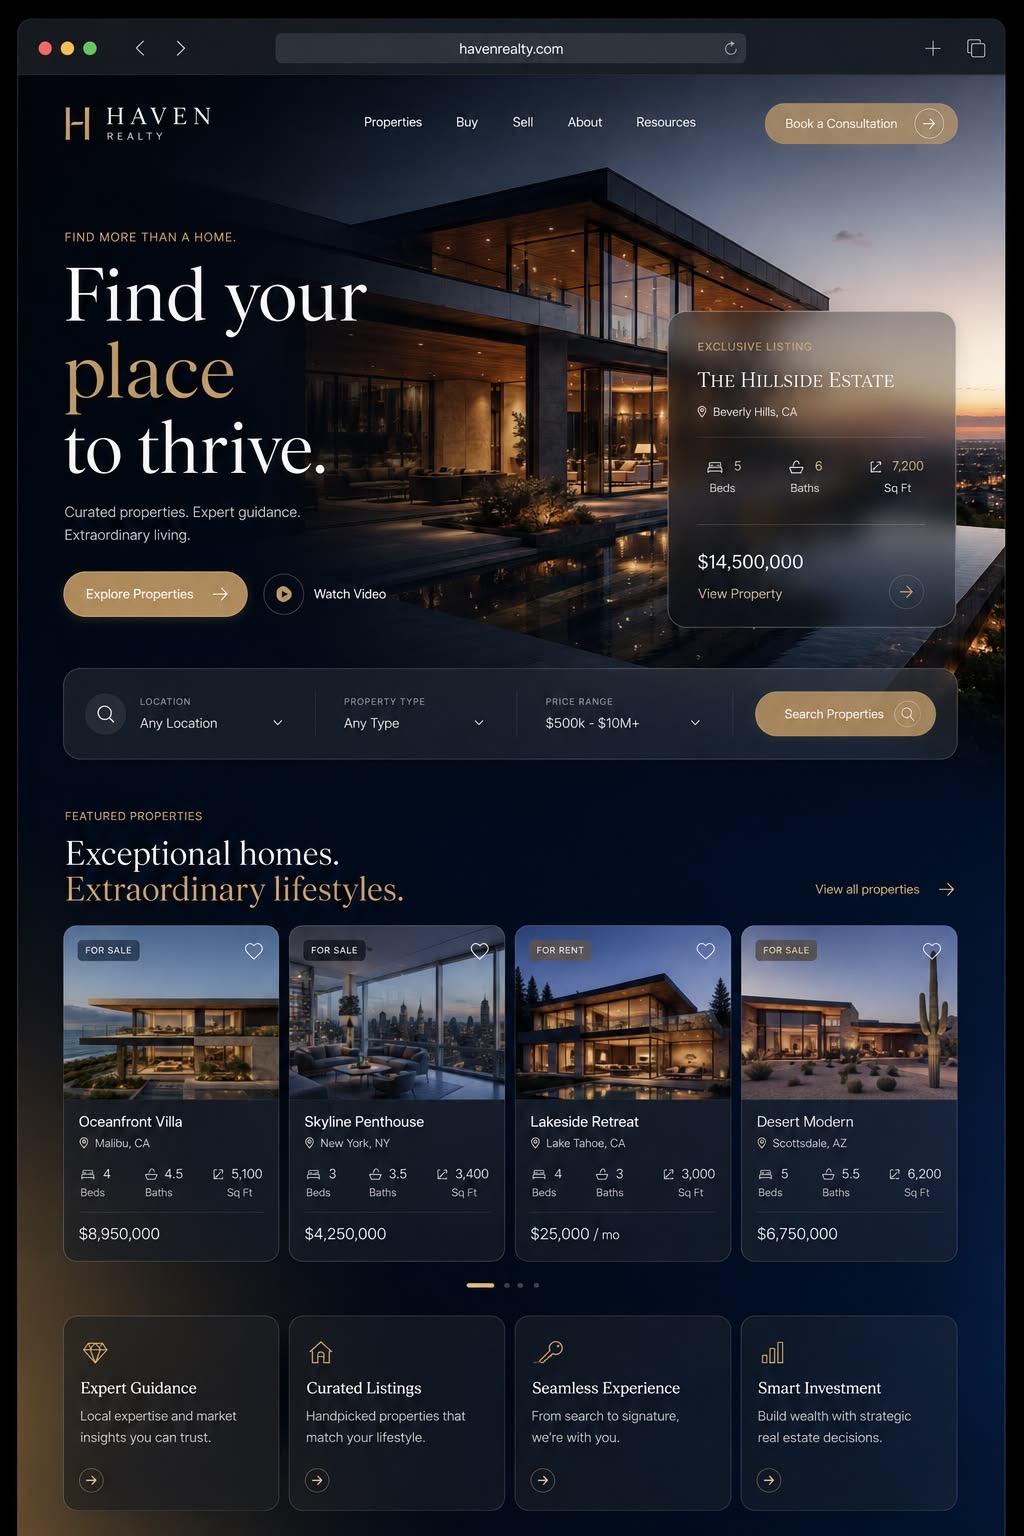 havenrealty.com
H HAVEN
REALTY
Properties Buy Sell About Resources
Book a Consultation
FIND MORE THAN A HOME.
Find your
place
to thrive.
Curated properties. Expert guidance.
Extraordinary living.
Explore Properties
Watch Video
EXCLUSIVE LISTING
THE HILLSIDE ESTATE
Beverly Hills, CA
5 6 7,200
Beds Baths Sq Ft
$14,500,000
View Property
LOCATION
Any Location
PROPERTY TYPE
Any Type
PRICE RANGE
$500k - $10M+
Search Properties
FEATURED PROPERTIES
Exceptional homes.
Extraordinary lifestyles.
View all properties
FOR SALE
Oceanfront Villa
Malibu, CA
4 4.5 5,100
Beds Baths Sq Ft
$8,950,000
FOR SALE
Skyline Penthouse
New York, NY
3 3.5 3,400
Beds Baths Sq Ft
$4,250,000
FOR RENT
Lakeside Retreat
Lake Tahoe, CA
4 3 3,000
Beds Baths Sq Ft
$25,000 / mo
FOR SALE
Desert Modern
Scottsdale, AZ
5 5.5 6,200
Beds Baths Sq Ft
$6,750,000
Expert Guidance
Local expertise and market
insights you can trust.
Curated Listings
Handpicked properties that
match your lifestyle.
Seamless Experience
From search to signature,
we're with you.
Smart Investment
Build wealth with strategic
real estate decisions.